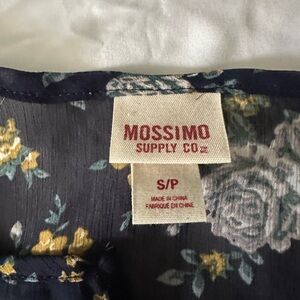 MOSSIMO
SUPPLY CO
S/P
MADE IN CHINA
FABRIQUÉ EN CHINE